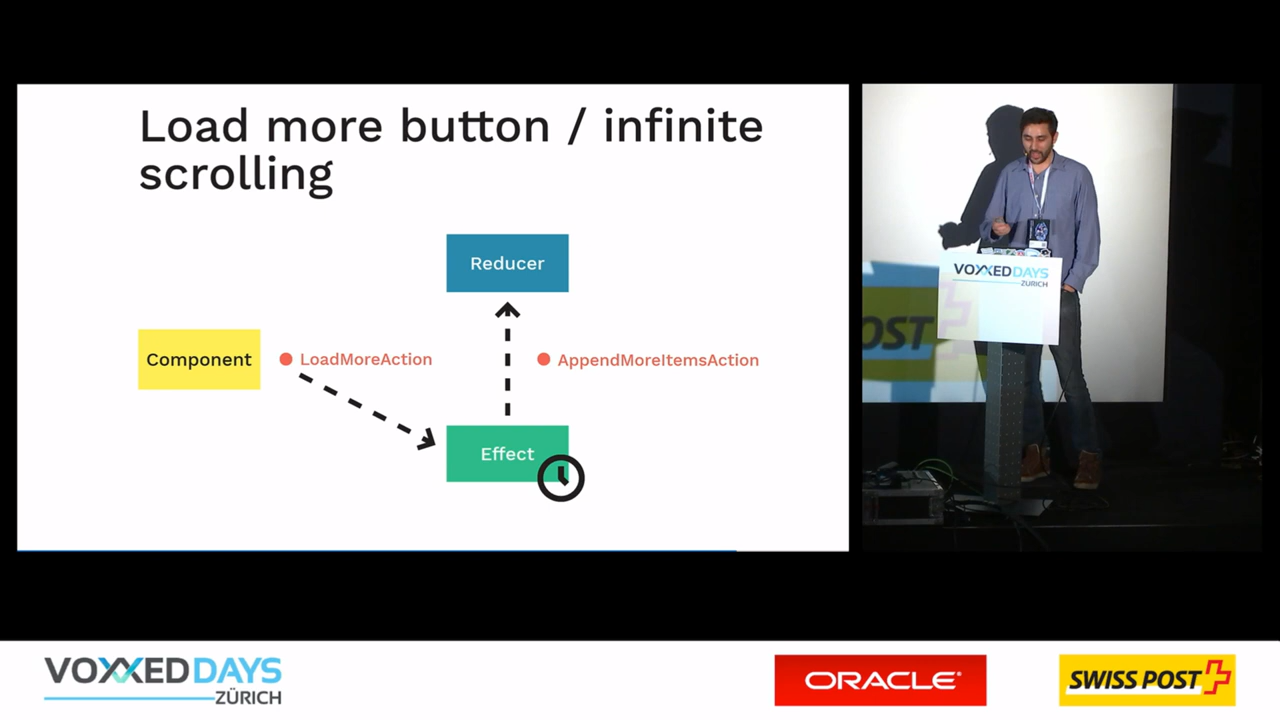 Load more button / infinite
scrolling
Reducer
Component
LoadMoreAction
AppendMoreItemsAction
Effect
VOXXED DAYS
ZÜRICH
POST
VOXXED DAYS
ZÜRICH
ORACLE®
SWISS POST